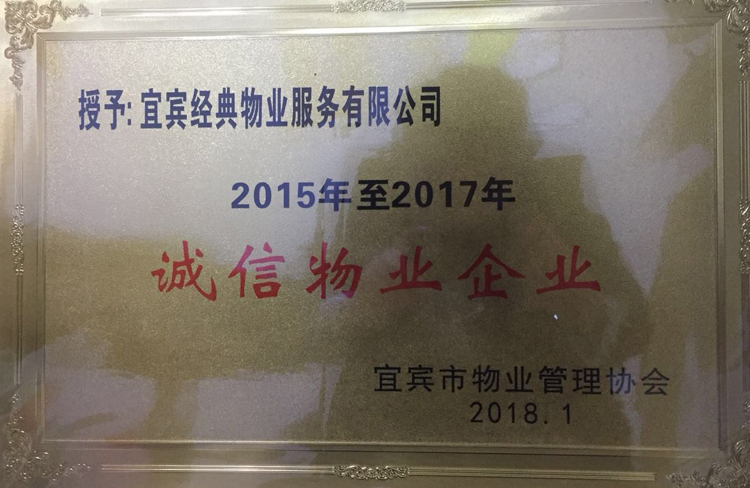 授予:宜宾经典物业服务有限公司
2015年至2017年
诚信物业企业
宜宾市物业管理协会
2018.1